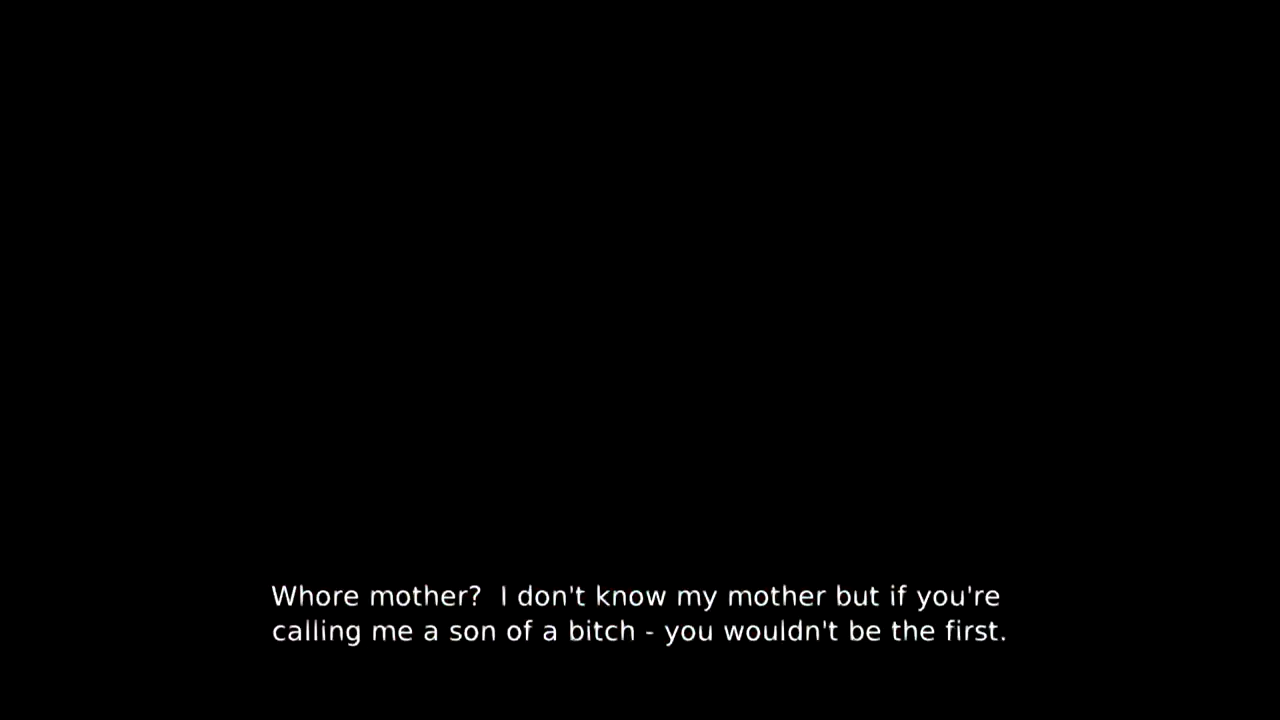 Whore mother?  I don't know my mother but if you're
calling me a son of a bitch - you wouldn't be the first.